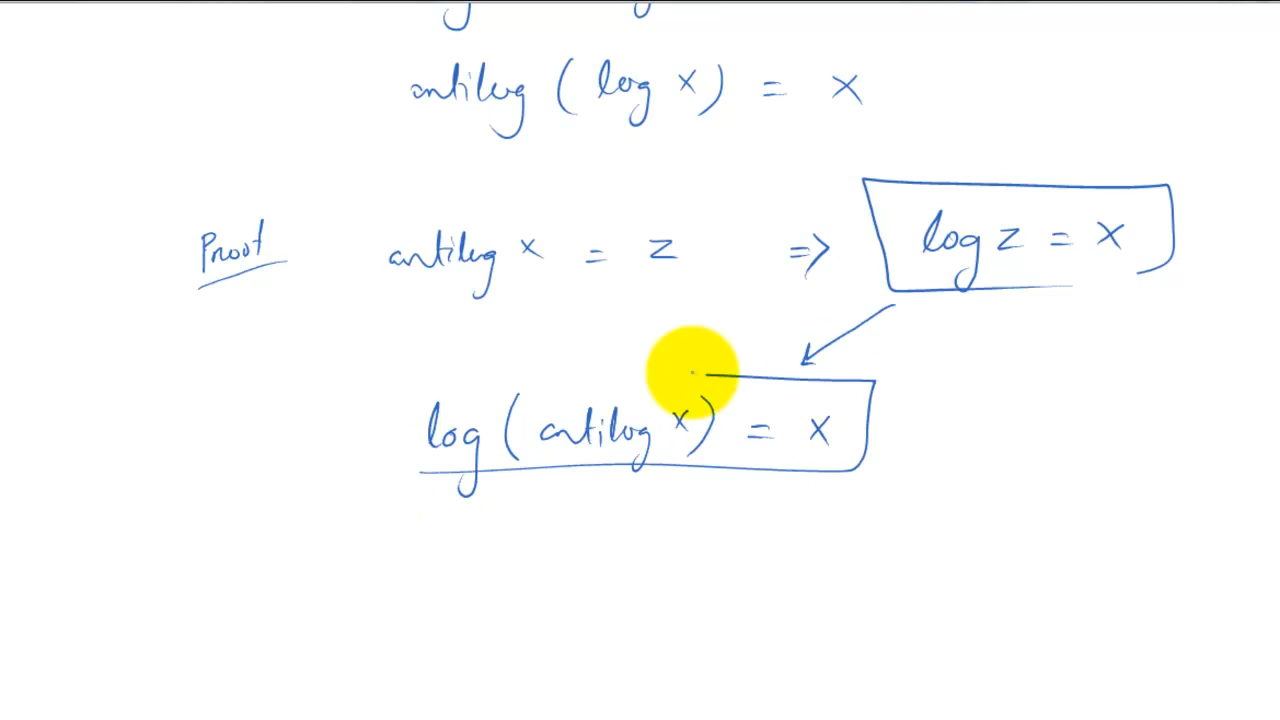 antilog ( log x ) = x
Proof antilog x = z => log z = x
log ( antilog x ) = x